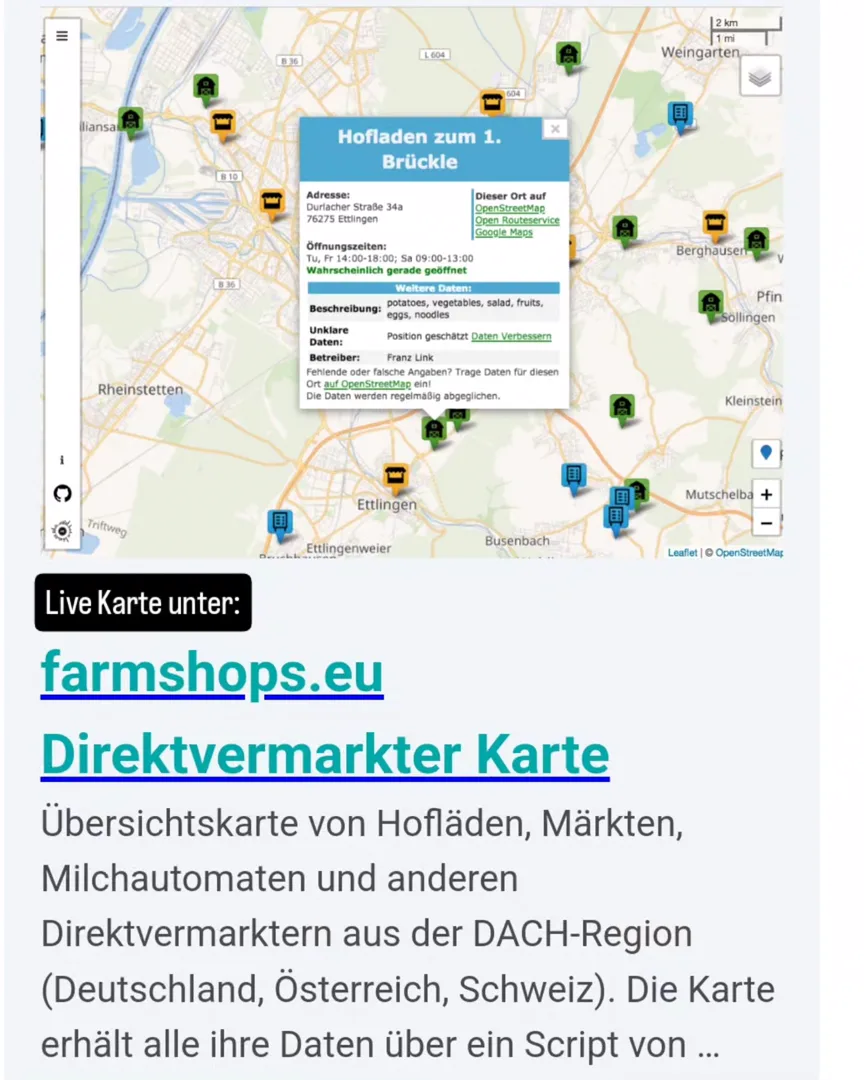 2 km
1 mi
Weingarten
B 36
L 604
604
B 10
Hofladen zum 1.
Brückle
×
Adresse:
Durlacher Straße 34a
76275 Ettlingen
Dieser Ort auf
OpenStreetMap
Open Routeservice
Google Maps
Öffnungszeiten:
Tu, Fr 14:00-18:00; Sa 09:00-13:00
Wahrscheinlich gerade geöffnet
Weitere Daten:
Beschreibung: potatoes, vegetables, salad, fruits,
eggs, noodles
Unklare
Daten: Position geschätzt Daten Verbessern
Betreiber: Franz Link
Fehlende oder falsche Angaben? Trage Daten für diesen
Ort auf OpenStreetMap ein!
Die Daten werden regelmäßig abgeglichen.
Berghausen
Pfin
Söllingen
B 36
Rheinstetten
Kleinstein
Mutschelba
Ettlingen
Busenbach
Ettlingenweier
Triftweg
i
+
−
Leaflet | © OpenStreetMap
Live Karte unter:
farmshops.eu
Direktvermarkter Karte
Übersichtskarte von Hofläden, Märkten,
Milchautomaten und anderen
Direktvermarktern aus der DACH-Region
(Deutschland, Österreich, Schweiz). Die Karte
erhält alle ihre Daten über ein Script von ...